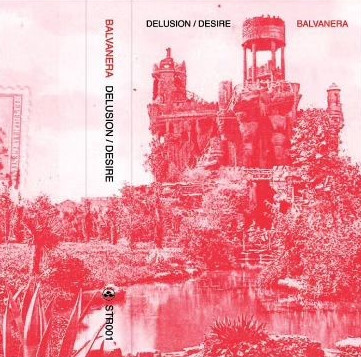 BALVANERA DELUSION / DESIRE STR001
DELUSION / DESIRE
BALVANERA